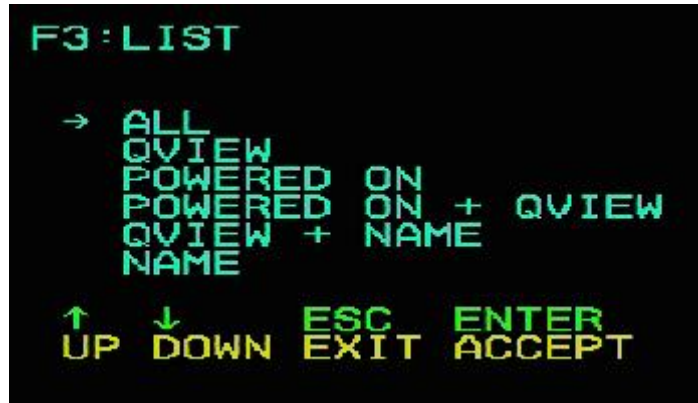 F3:LIST
→ ALL
QVIEW
POWERED ON
POWERED ON + QVIEW
QVIEW + NAME
NAME
↑ ↓ ESC ENTER
UP DOWN EXIT ACCEPT